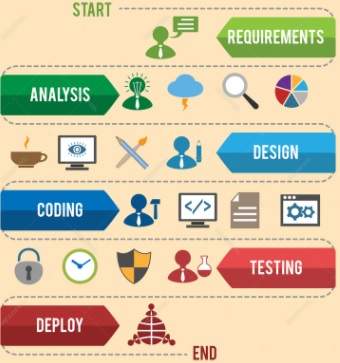 START
REQUIREMENTS
ANALYSIS
DESIGN
CODING
</>
TESTING
DEPLOY
END